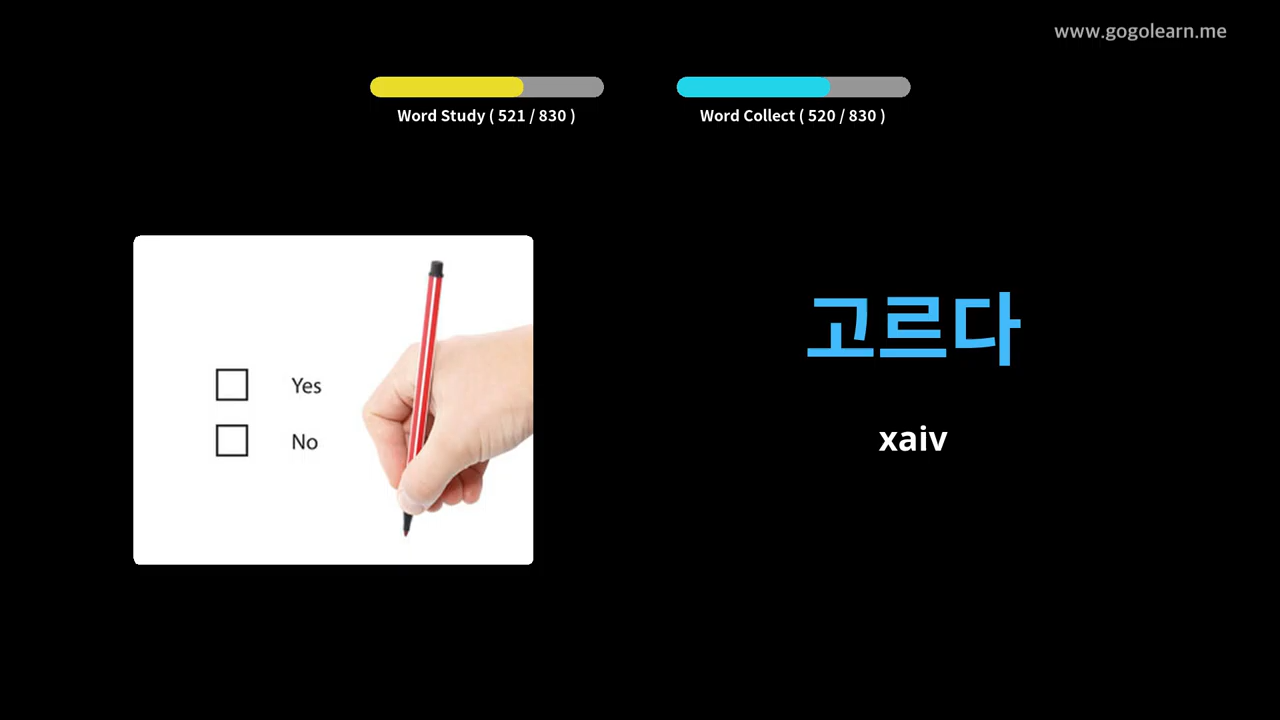 www.gogolearn.me
Word Study ( 521 / 830 )
Word Collect ( 520 / 830 )
Yes
No
고르다
xaiv